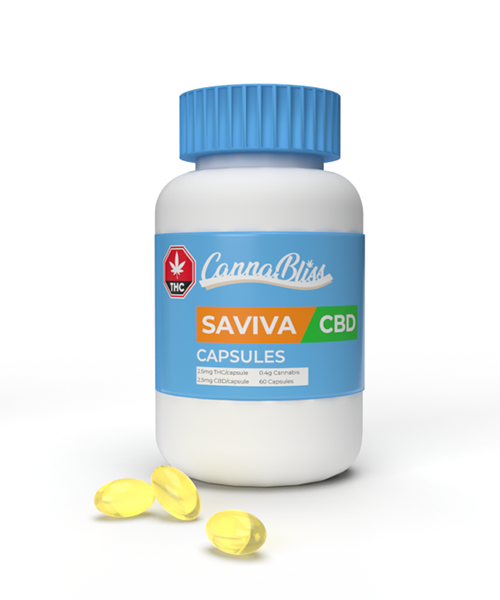 THC
CannaBliss
SAVIVA CBD
CAPSULES
2.5mg THC/capsule 0.4g Cannabis
2.5mg CBD/capsule 60 Capsules